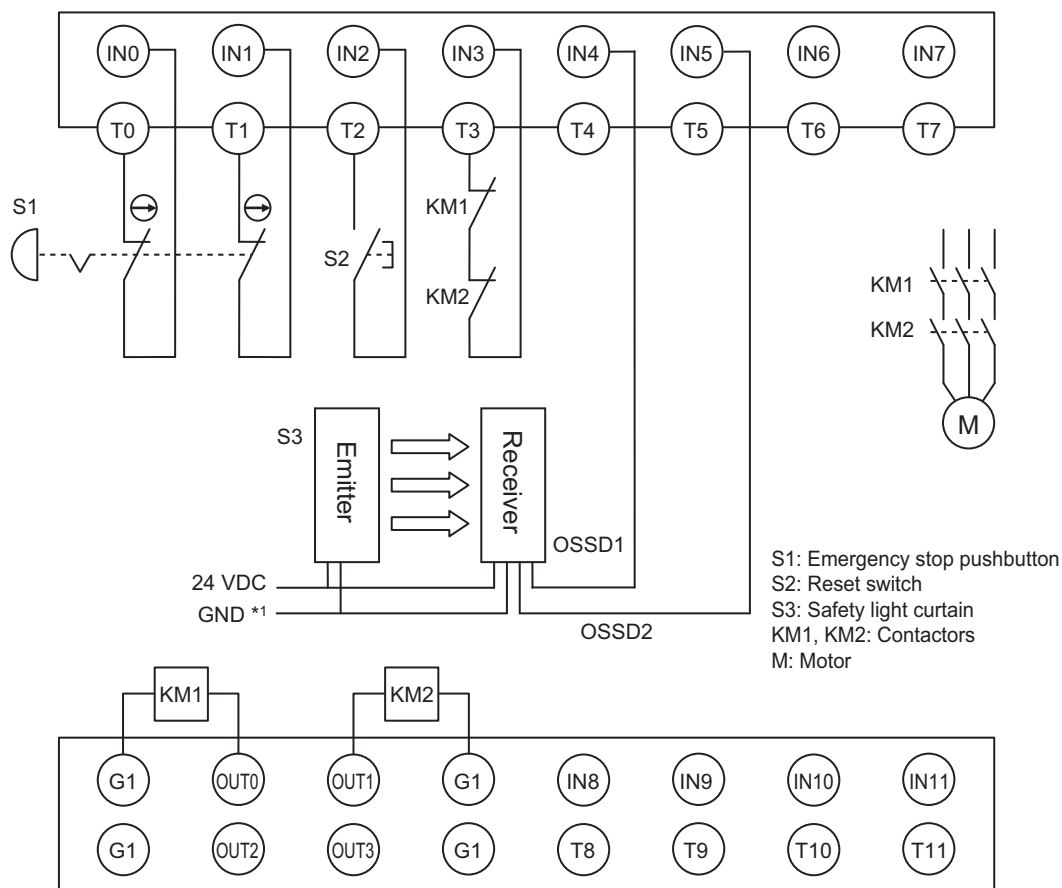 IN0 IN1 IN2 IN3 IN4 IN5 IN6 IN7
T0 T1 T2 T3 T4 T5 T6 T7
S1
KM1
S2
KM2
KM1
KM2
M
S3
Emitter
Receiver
OSSD1
24 VDC
GND *1
OSSD2
S1: Emergency stop pushbutton
S2: Reset switch
S3: Safety light curtain
KM1, KM2: Contactors
M: Motor
KM1 KM2
G1 OUT0 OUT1 G1 IN8 IN9 IN10 IN11
G1 OUT2 OUT3 G1 T8 T9 T10 T11